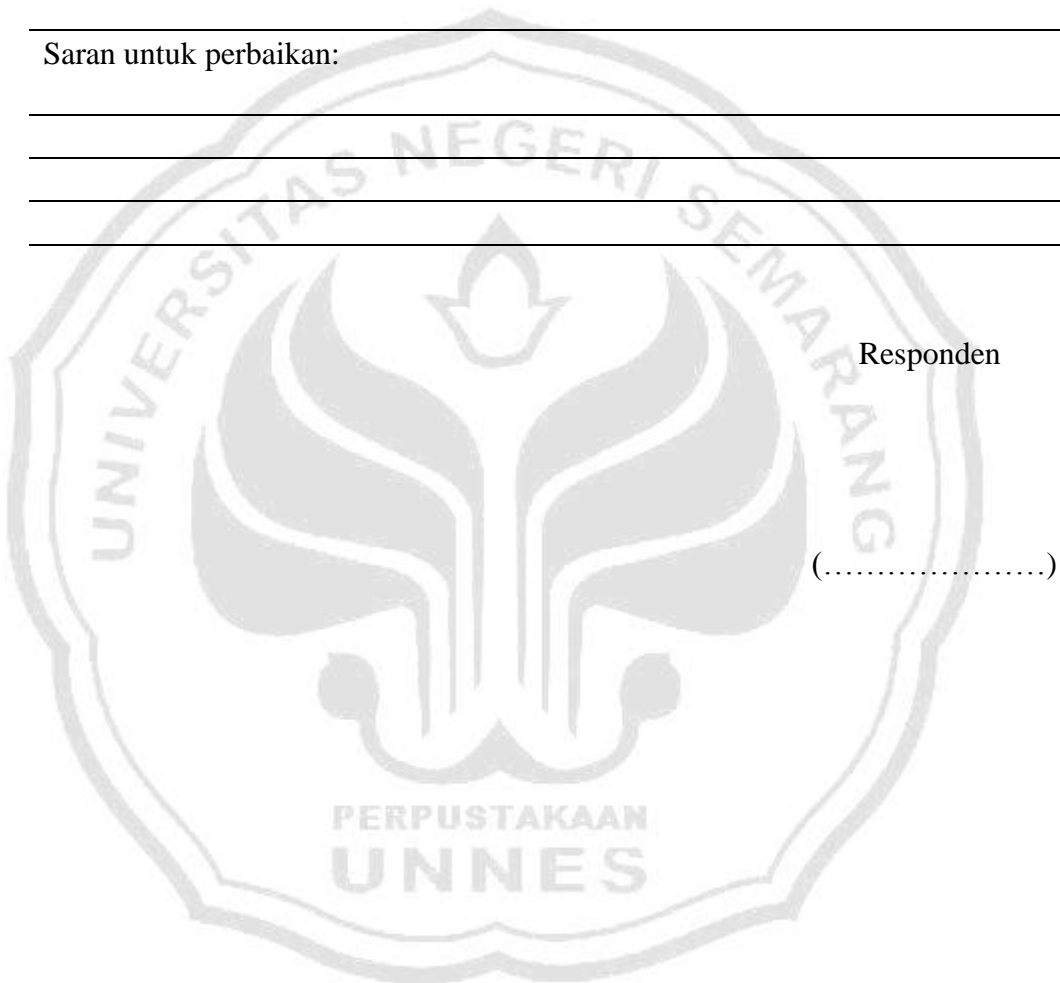 Saran untuk perbaikan:
UNIVERSITAS NEGERI SEMARANG
Responden
(…………………)
PERPUSTAKAAN
UNNES